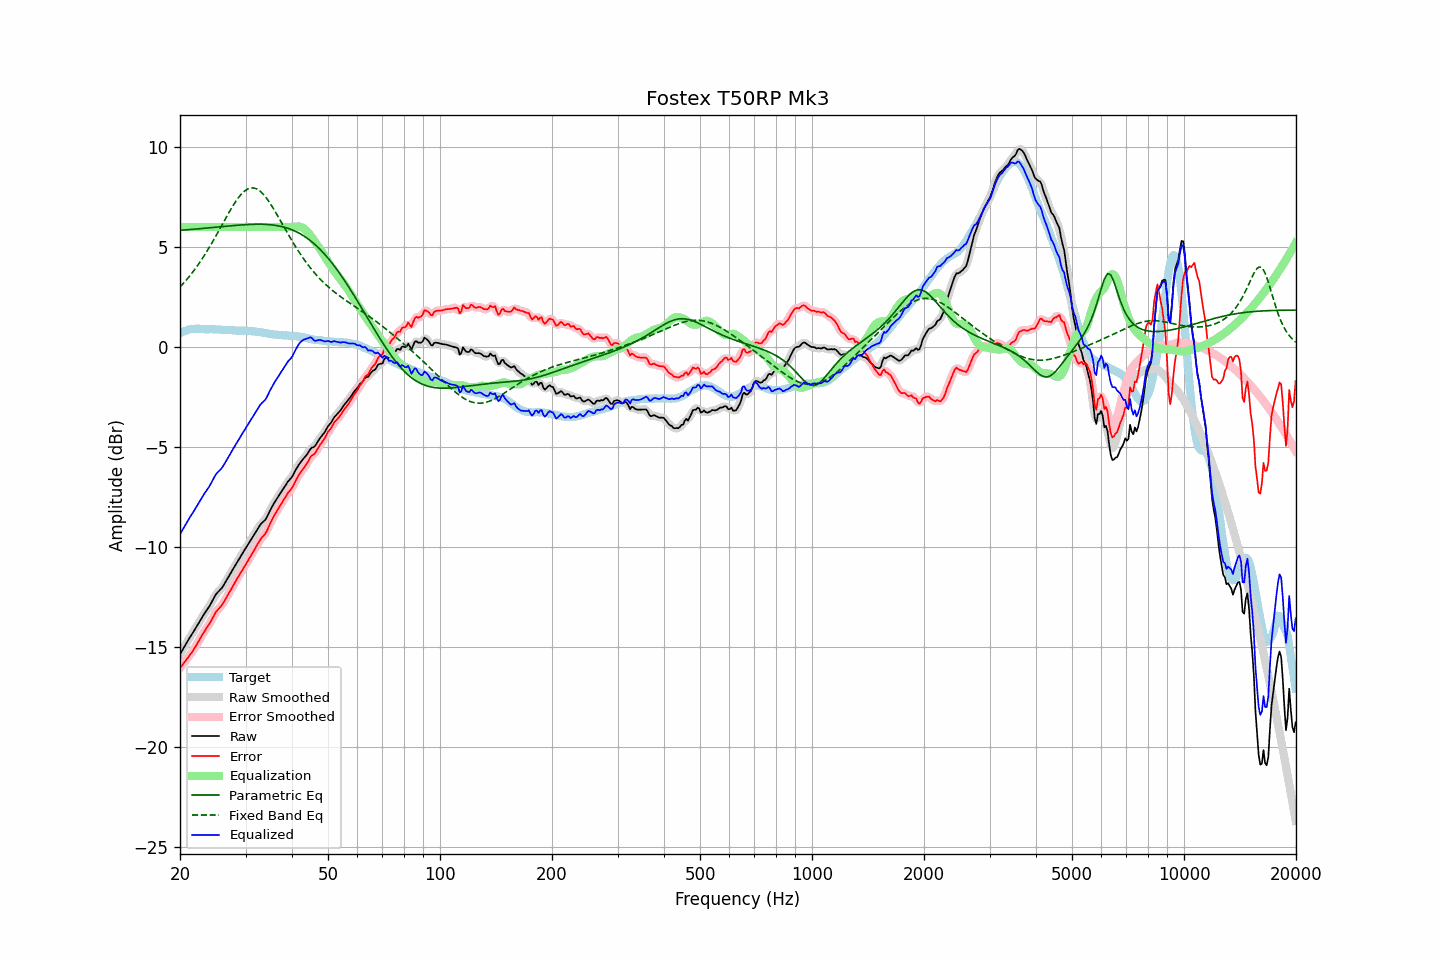 Fostex T50RP Mk3
10
5
0
−5
−10
−15
−20
−25
Amplitude (dBr)
Target
Raw Smoothed
Error Smoothed
Raw
Error
Equalization
Parametric Eq
Fixed Band Eq
Equalized
20 50 100 200 500 1000 2000 5000 10000 20000
Frequency (Hz)